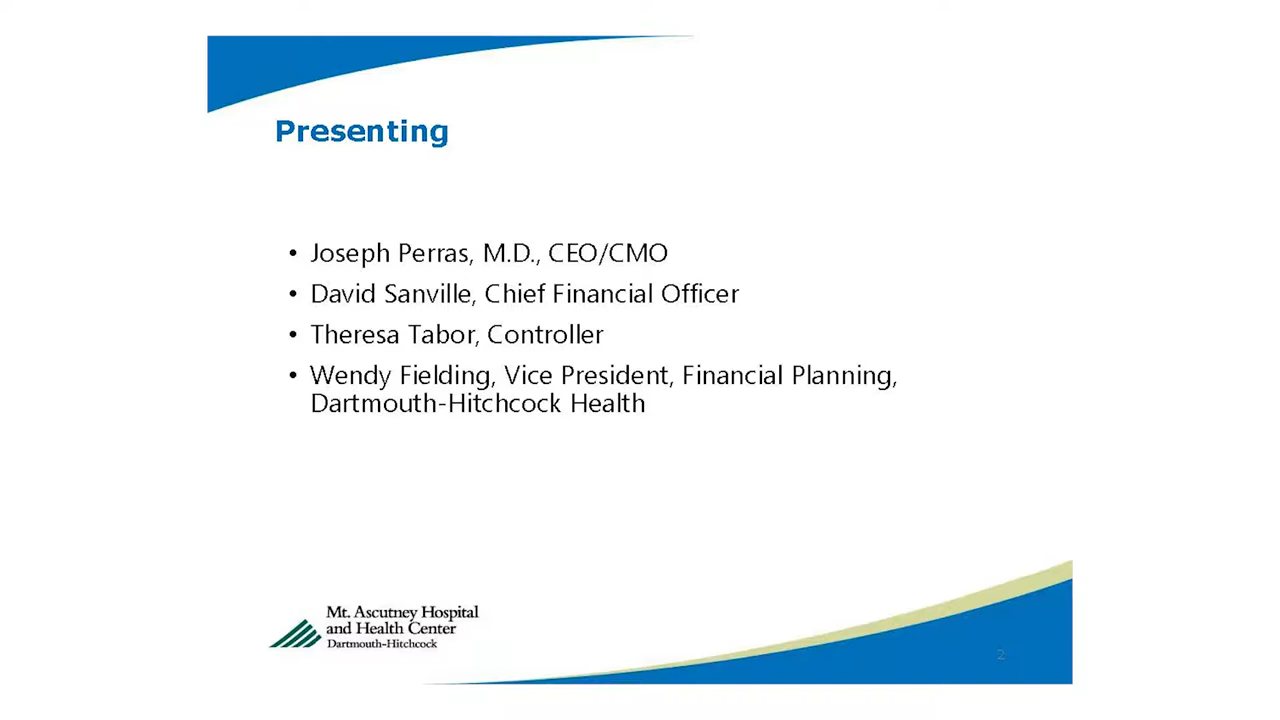 Presenting
• Joseph Perras, M.D., CEO/CMO
• David Sanville, Chief Financial Officer
• Theresa Tabor, Controller
• Wendy Fielding, Vice President, Financial Planning,
Dartmouth-Hitchcock Health
Mt. Ascutney Hospital
and Health Center
Dartmouth-Hitchcock
2